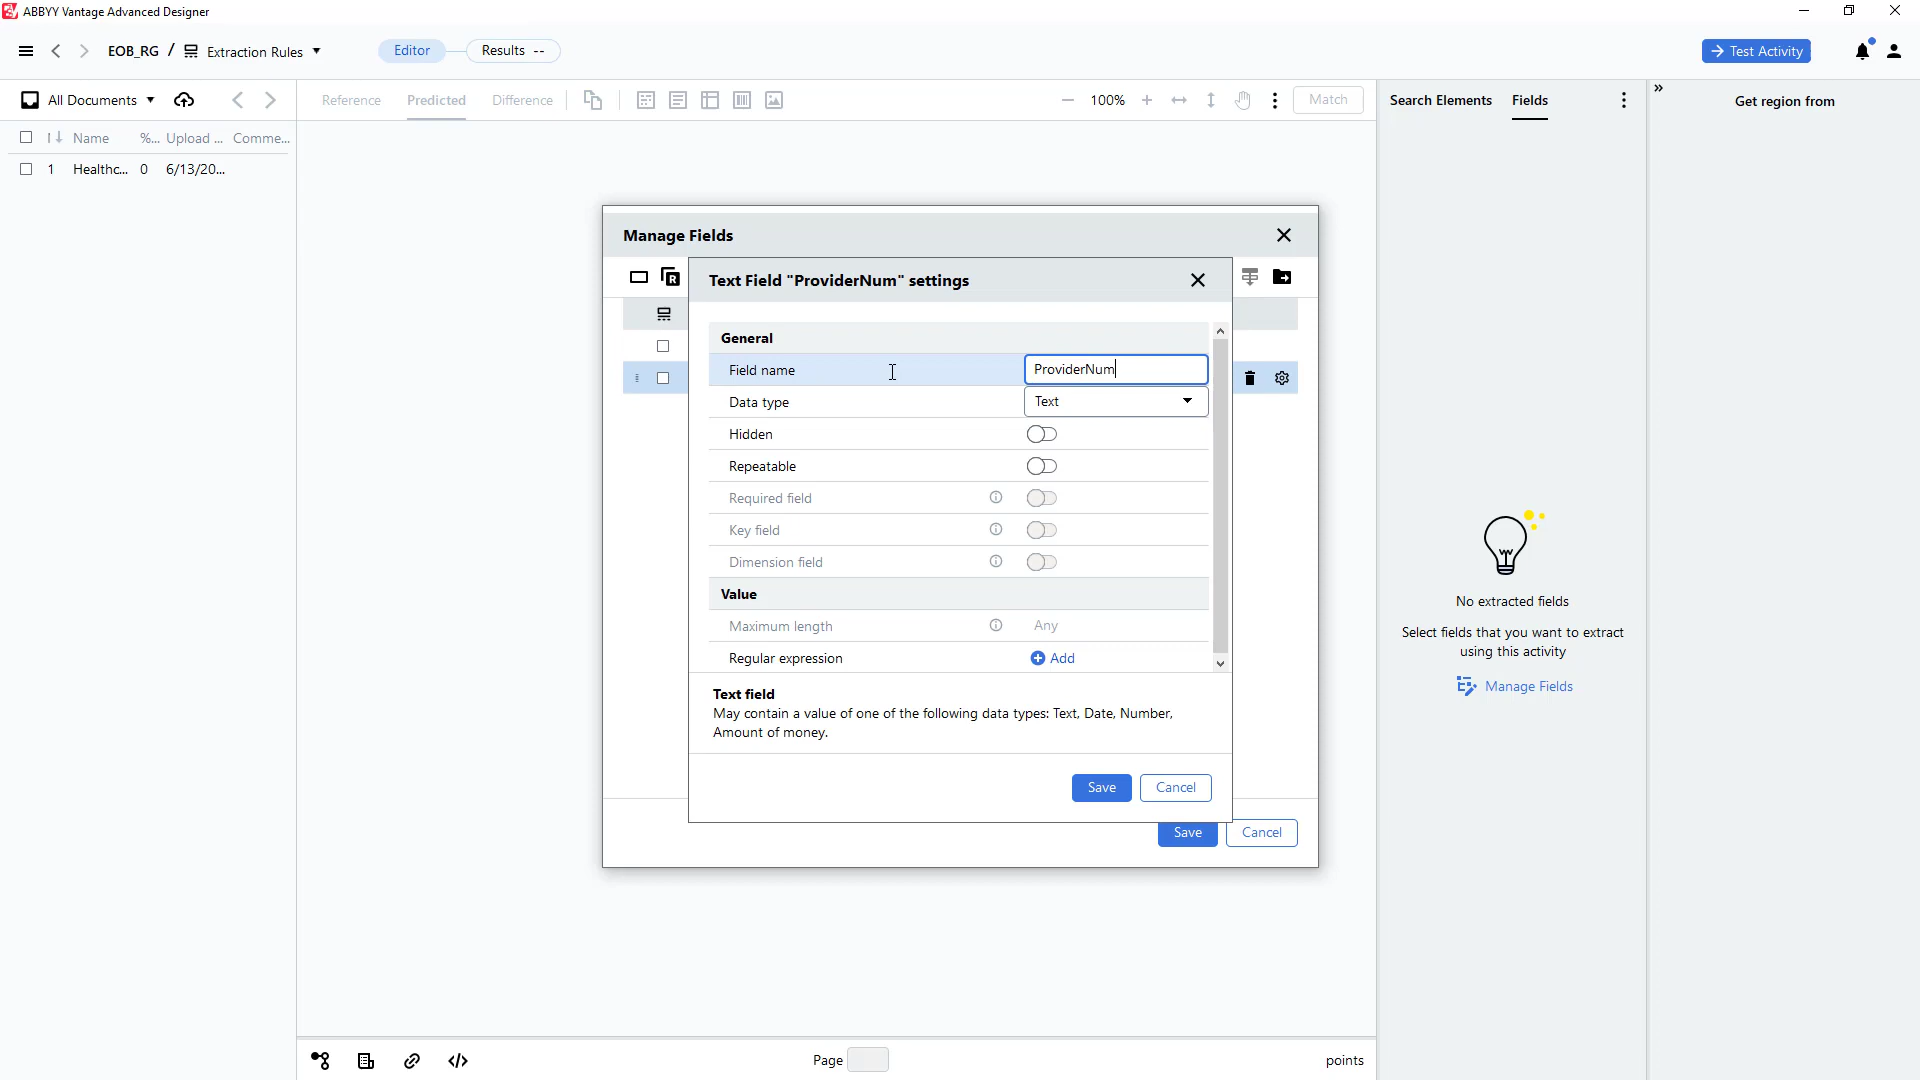 ABBYY Vantage Advanced Designer
EOB_RG / Extraction Rules
Editor
Results --
Test Activity
All Documents
Reference
Predicted
Difference
100%
Match
Search Elements
Fields
Get region from
Name
%...
Upload ...
Comme...
1
Healthc...
0
6/13/20...
Manage Fields
Text Field "ProviderNum" settings
General
Field name
ProviderNum
Data type
Text
Hidden
Repeatable
Required field
Key field
Dimension field
Value
Maximum length
Any
Regular expression
Add
Text field
May contain a value of one of the following data types: Text, Date, Number,
Amount of money.
Save
Cancel
Save
Cancel
No extracted fields
Select fields that you want to extract
using this activity
Manage Fields
Page
points